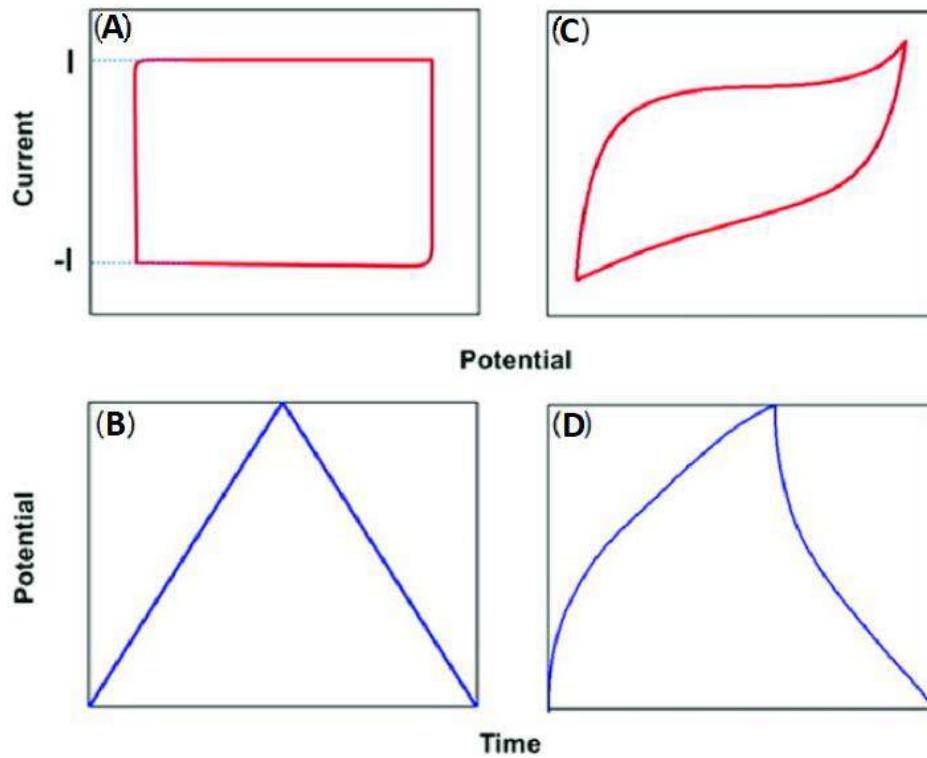 (A)
(C)
I
Current
-I
Potential
(B)
(D)
Potential
Time